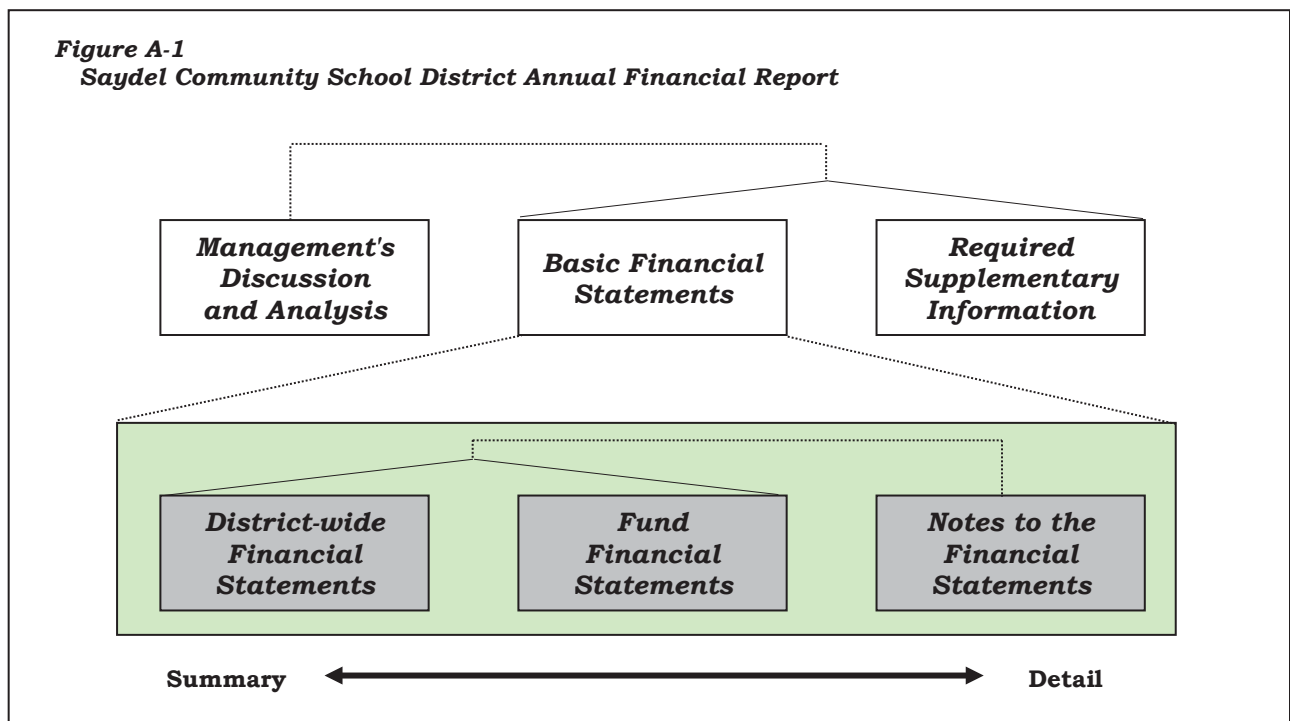 Figure A-1
Saydel Community School District Annual Financial Report
Management's
Discussion
and Analysis
Basic Financial
Statements
Required
Supplementary
Information
District-wide
Financial
Statements
Fund
Financial
Statements
Notes to the
Financial
Statements
Summary
Detail